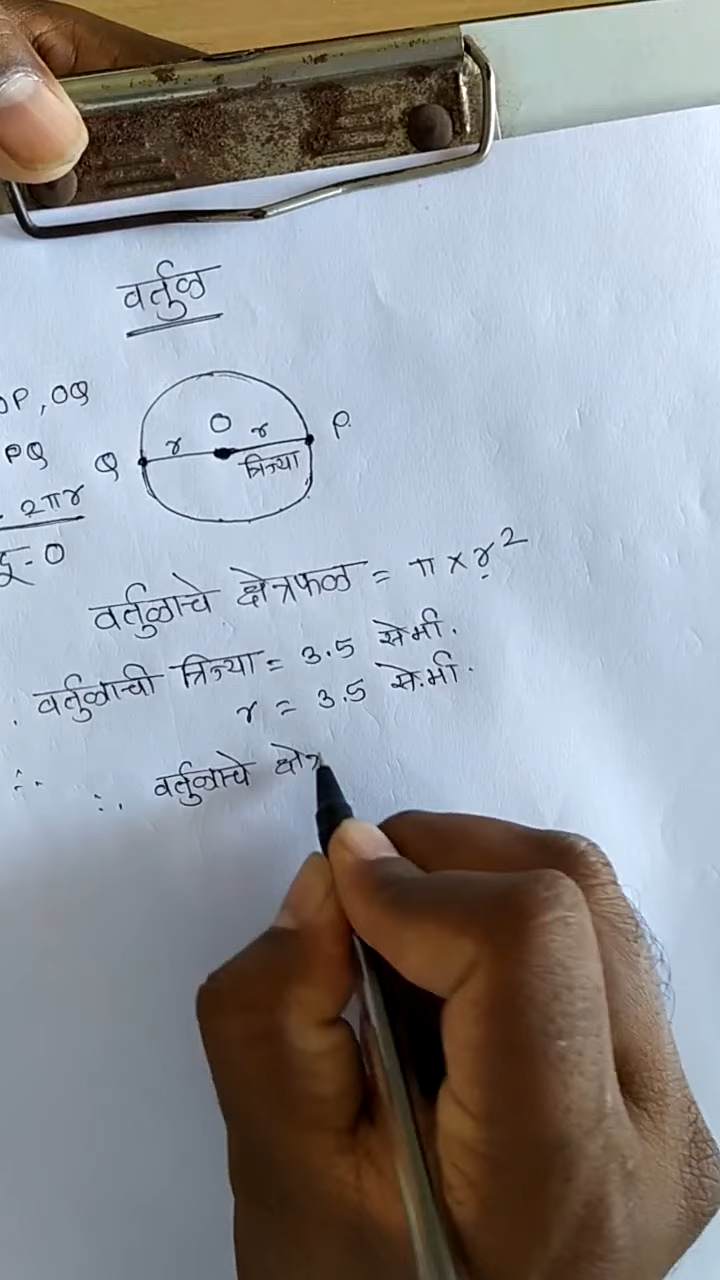 वर्तुळ
OP, OQ
PQ
O
r
r
P
Q
त्रिज्या
2πr
O
वर्तुळाचे क्षेत्रफळ = π × r²
वर्तुळाची त्रिज्या = 3.5 सेमी.
r = 3.5 से.मी.
∴ ∴ वर्तुळाचे क्षेत्र